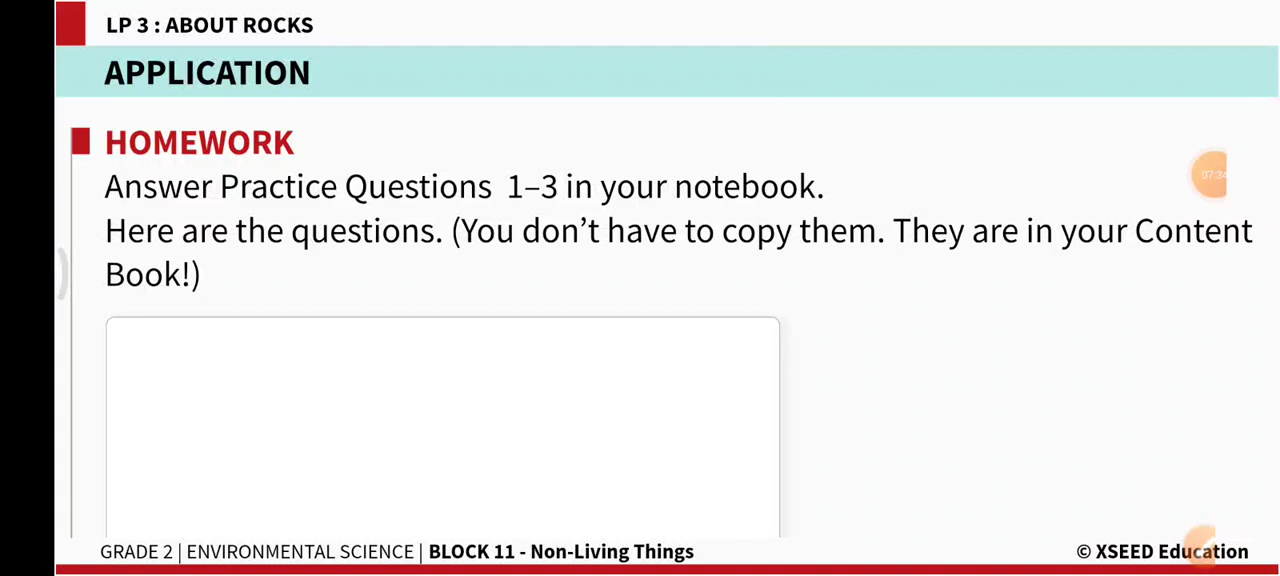 LP 3 : ABOUT ROCKS
APPLICATION
HOMEWORK
Answer Practice Questions 1–3 in your notebook.
07:34
Here are the questions. (You don’t have to copy them. They are in your Content
Book!)
GRADE 2 | ENVIRONMENTAL SCIENCE | BLOCK 11 - Non-Living Things
© XSEED Education